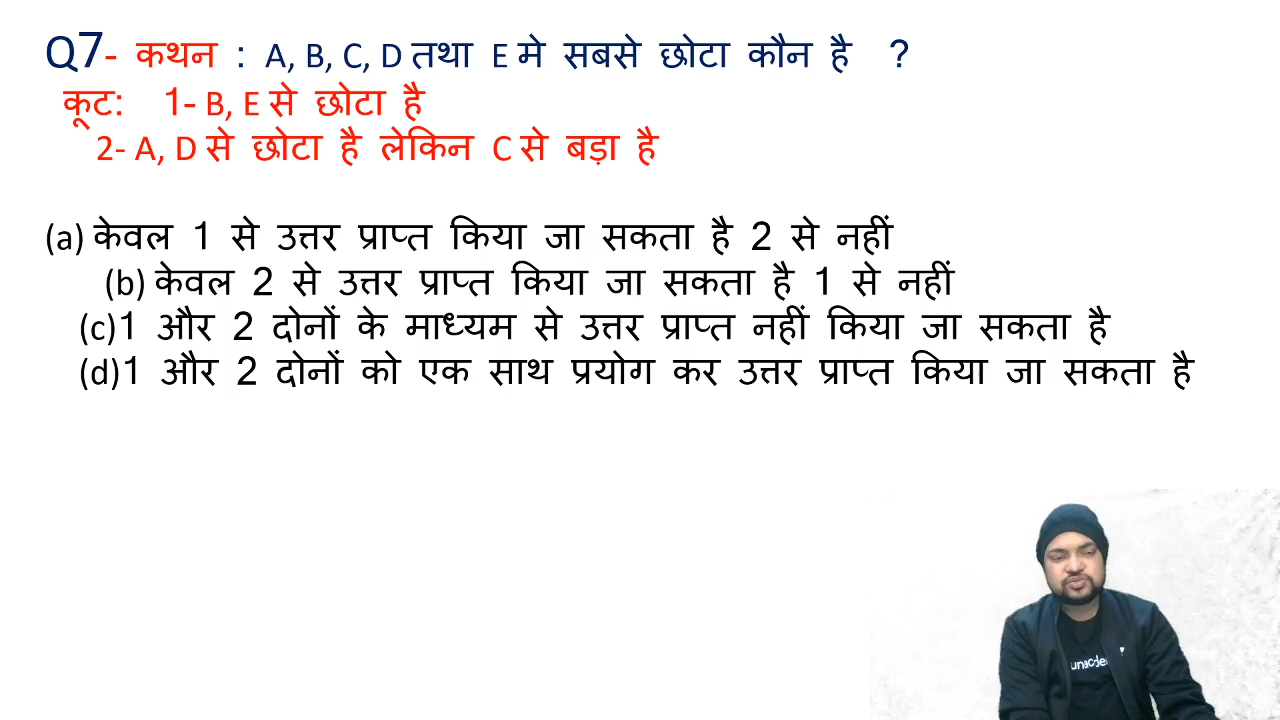 Q7- कथन : A, B, C, D तथा E मे सबसे छोटा कौन है ?
कूट: 1- B, E से छोटा है
2- A, D से छोटा है लेकिन C से बड़ा है
(a) केवल 1 से उत्तर प्राप्त किया जा सकता है 2 से नहीं
(b) केवल 2 से उत्तर प्राप्त किया जा सकता है 1 से नहीं
(c)1 और 2 दोनों के माध्यम से उत्तर प्राप्त नहीं किया जा सकता है
(d)1 और 2 दोनों को एक साथ प्रयोग कर उत्तर प्राप्त किया जा सकता है